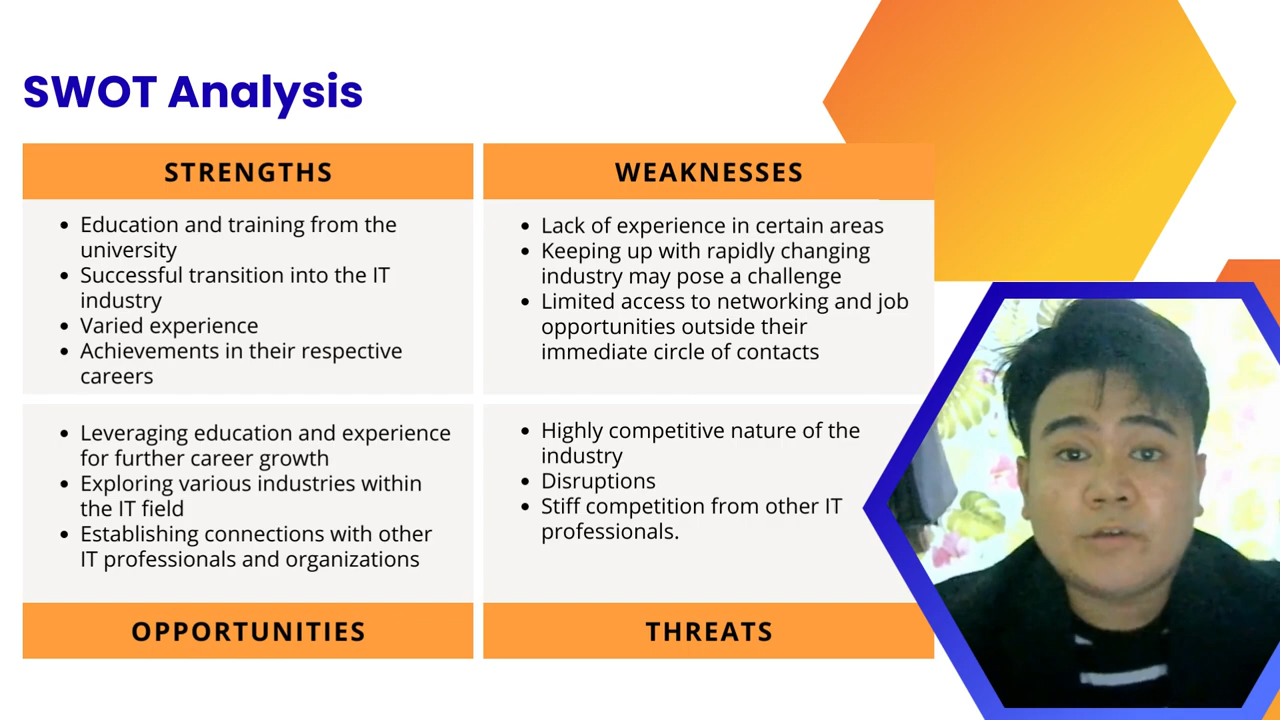 SWOT Analysis
STRENGTHS
Education and training from the
university
Successful transition into the IT
industry
Varied experience
Achievements in their respective
careers
WEAKNESSES
Lack of experience in certain areas
Keeping up with rapidly changing
industry may pose a challenge
Limited access to networking and job
opportunities outside their
immediate circle of contacts
Leveraging education and experience
for further career growth
Exploring various industries within
the IT field
Establishing connections with other
IT professionals and organizations
OPPORTUNITIES
Highly competitive nature of the
industry
Disruptions
Stiff competition from other IT
professionals.
THREATS